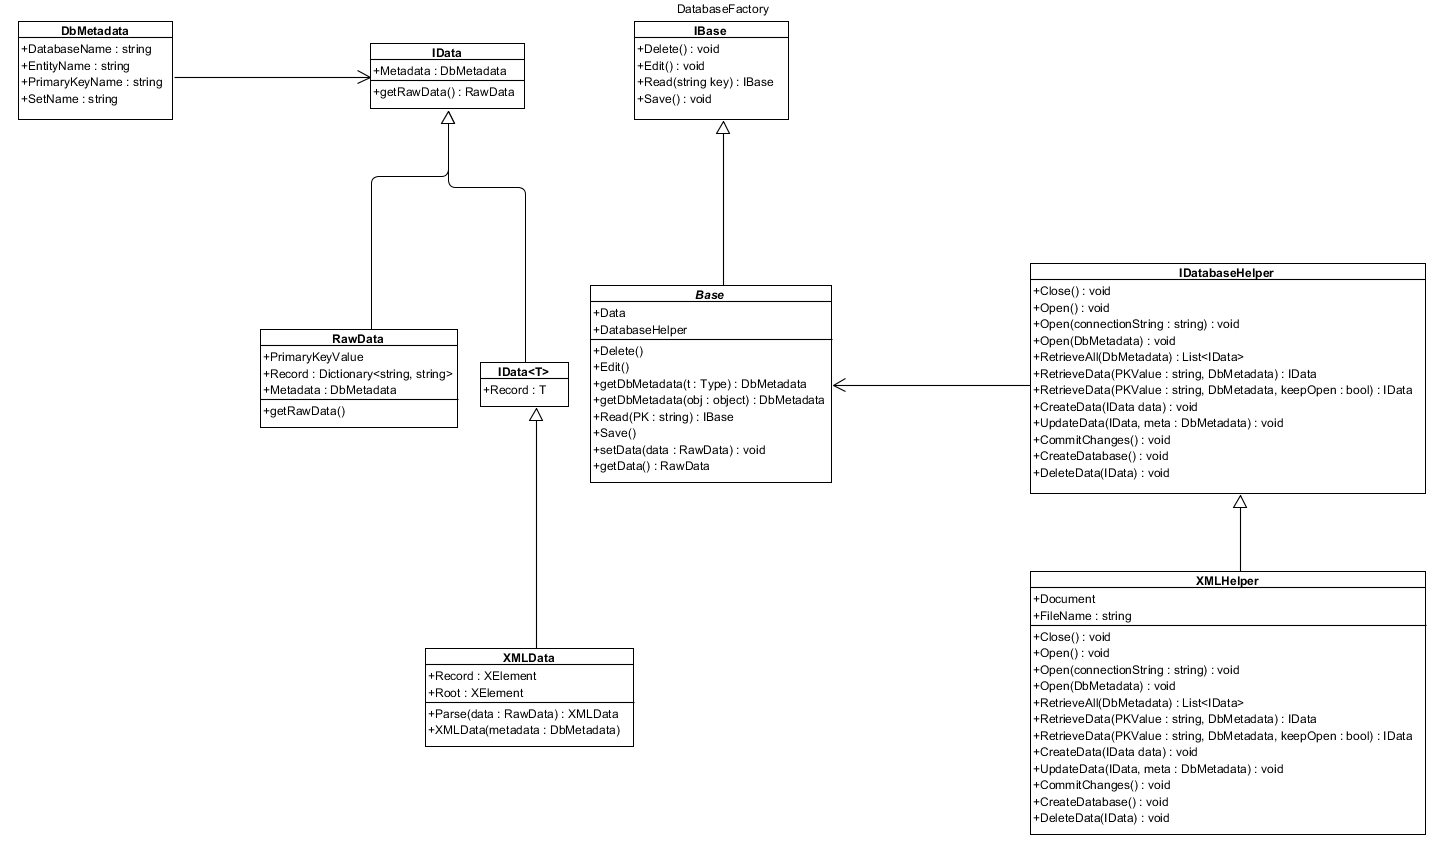 DatabaseFactory
DbMetadata
+DatabaseName : string
+EntityName : string
+PrimaryKeyName : string
+SetName : string
IData
+Metadata : DbMetadata
+getRawData() : RawData
IBase
+Delete() : void
+Edit() : void
+Read(string key) : IBase
+Save() : void
RawData
+PrimaryKeyValue
+Record : Dictionary<string, string>
+Metadata : DbMetadata
+getRawData()
IData<T>
+Record : T
Base
+Data
+DatabaseHelper
+Delete()
+Edit()
+getDbMetadata(t : Type) : DbMetadata
+getDbMetadata(obj : object) : DbMetadata
+Read(PK : string) : IBase
+Save()
+setData(data : RawData) : void
+getData() : RawData
IDatabaseHelper
+Close() : void
+Open() : void
+Open(connectionString : string) : void
+Open(DbMetadata) : void
+RetrieveAll(DbMetadata) : List<IData>
+RetrieveData(PKValue : string, DbMetadata) : IData
+RetrieveData(PKValue : string, DbMetadata, keepOpen : bool) : IData
+CreateData(IData data) : void
+UpdateData(IData, meta : DbMetadata) : void
+CommitChanges() : void
+CreateDatabase() : void
+DeleteData(IData) : void
XMLData
+Record : XElement
+Root : XElement
+Parse(data : RawData) : XMLData
+XMLData(metadata : DbMetadata)
XMLHelper
+Document
+FileName : string
+Close() : void
+Open() : void
+Open(connectionString : string) : void
+Open(DbMetadata) : void
+RetrieveAll(DbMetadata) : List<IData>
+RetrieveData(PKValue : string, DbMetadata) : IData
+RetrieveData(PKValue : string, DbMetadata, keepOpen : bool) : IData
+CreateData(IData data) : void
+UpdateData(IData, meta : DbMetadata) : void
+CommitChanges() : void
+CreateDatabase() : void
+DeleteData(IData) : void